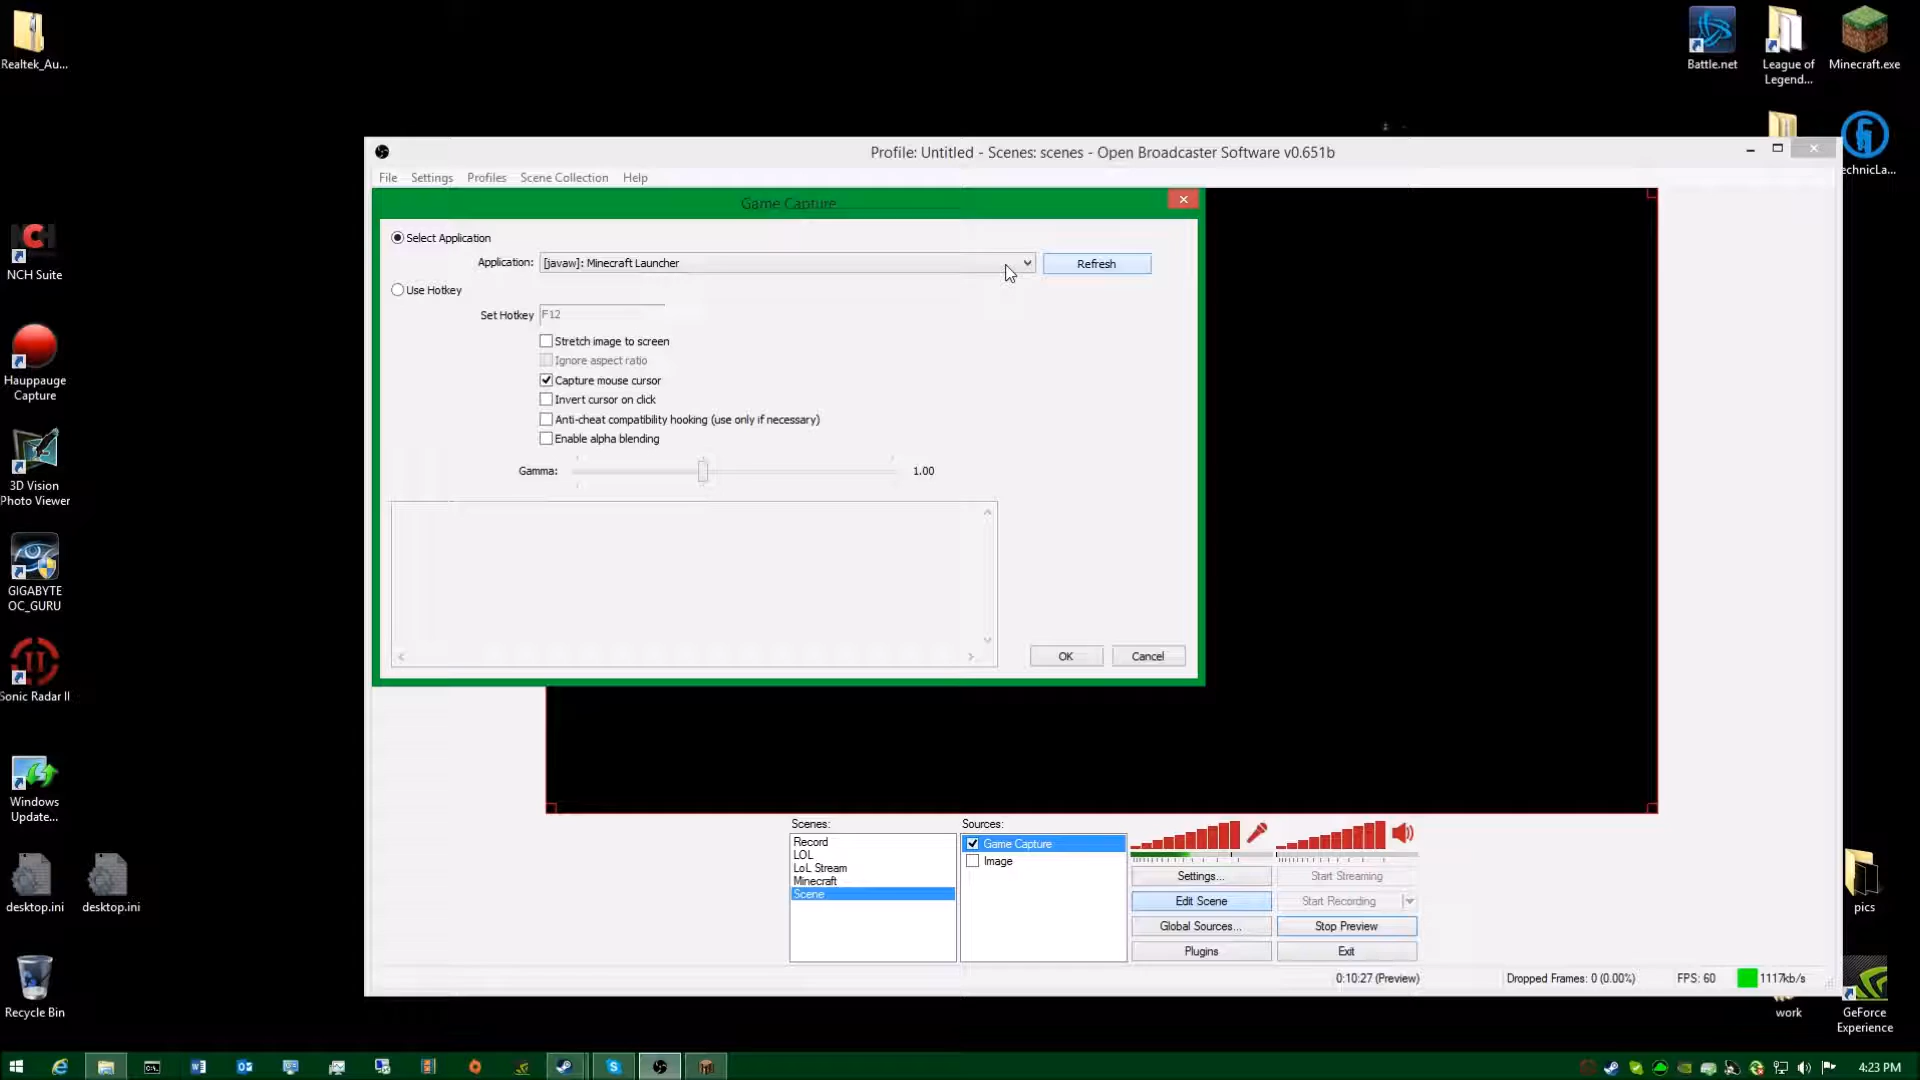 Realtek_Au...
Battle.net
League of
Legend...
Minecraft.exe
Profile: Untitled - Scenes: scenes - Open Broadcaster Software v0.651b
echnicLa...
File
Settings
Profiles
Scene Collection
Help
Game Capture
Select Application
Application:
[javaw]: Minecraft Launcher
Refresh
Use Hotkey
Set Hotkey
F12
Stretch image to screen
Ignore aspect ratio
Capture mouse cursor
Invert cursor on click
Anti-cheat compatibility hooking (use only if necessary)
Enable alpha blending
Gamma:
1.00
OK
Cancel
NCH Suite
Hauppauge
Capture
3D Vision
Photo Viewer
GIGABYTE
OC_GURU
Sonic Radar II
Windows
Update...
desktop.ini
desktop.ini
Recycle Bin
Scenes:
Record
LOL
LoL Stream
Minecraft
Scene
Sources:
Game Capture
Image
Settings...
Start Streaming
Edit Scene
Start Recording
Global Sources...
Stop Preview
Plugins
Exit
0:10:27 (Preview)
Dropped Frames: 0 (0.00%)
FPS: 60
1117kb/s
pics
work
GeForce
Experience
4:23 PM